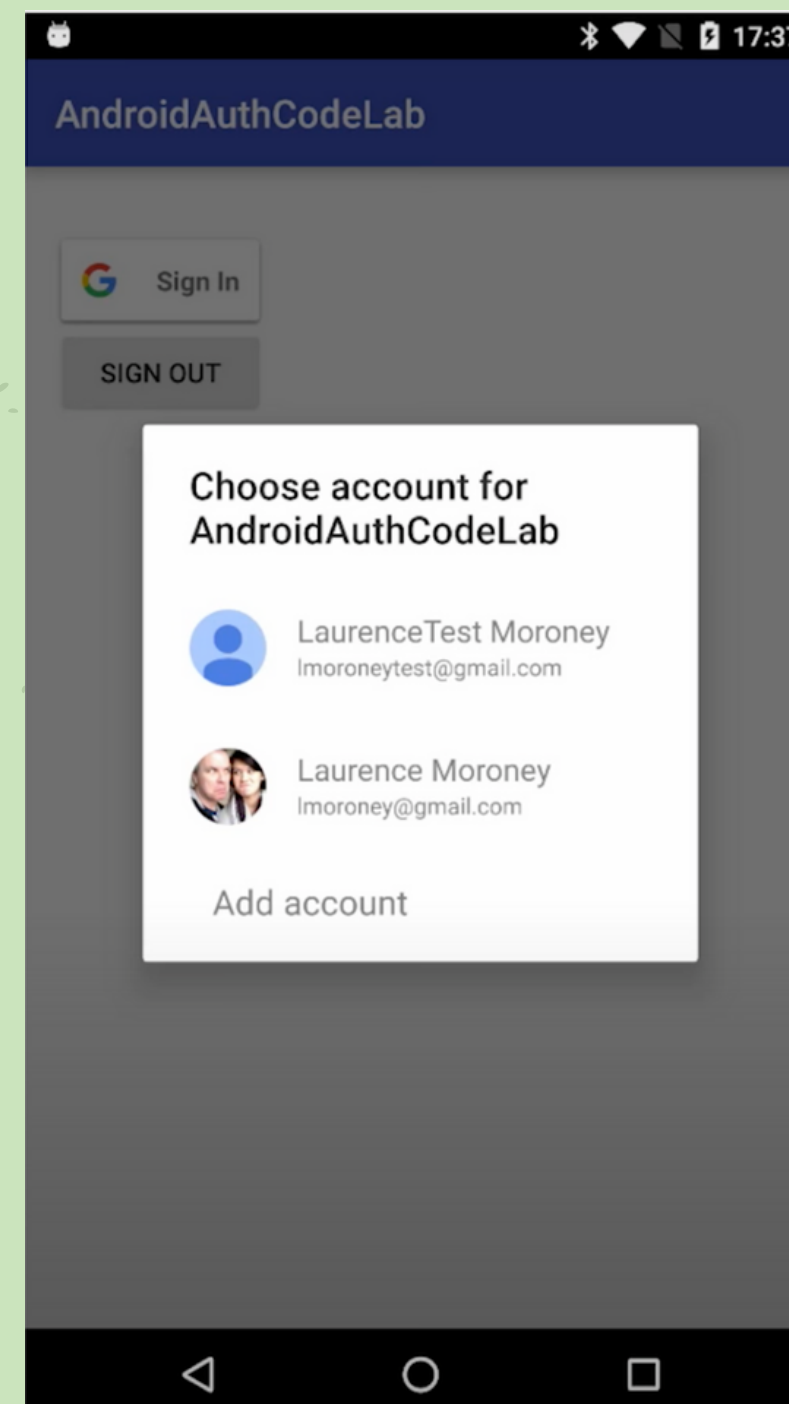 17:37
AndroidAuthCodeLab
Sign In
SIGN OUT
Choose account for
AndroidAuthCodeLab
LaurenceTest Moroney
lmoroneytest@gmail.com
Laurence Moroney
lmoroney@gmail.com
Add account